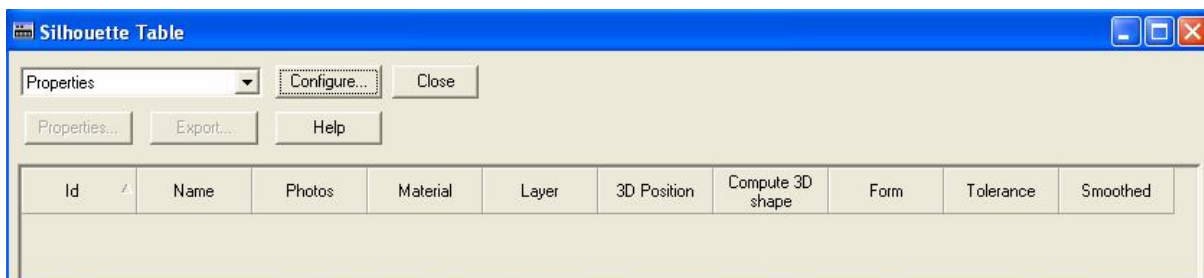 Silhouette Table
Properties Configure... Close
Properties... Export... Help
Id Name Photos Material Layer 3D Position Compute 3D shape Form Tolerance Smoothed